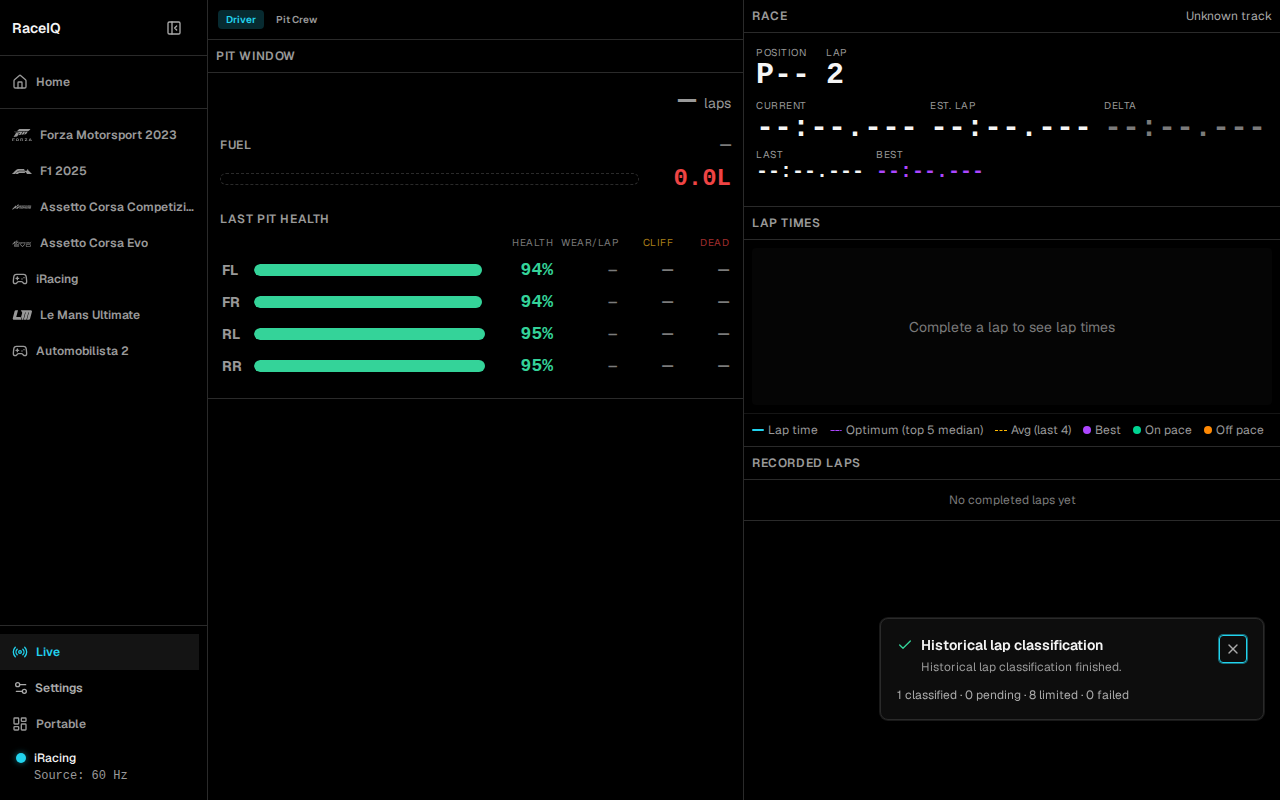 RaceIQ
Home
Forza Motorsport 2023
F1 2025
Assetto Corsa Competizi...
Assetto Corsa Evo
iRacing
Le Mans Ultimate
Automobilista 2
Live
Settings
Portable
iRacing
Source: 60 Hz
Driver Pit Crew
PIT WINDOW
— laps
FUEL —
0.0L
LAST PIT HEALTH
HEALTH WEAR/LAP CLIFF DEAD
FL 94% — — —
FR 94% — — —
RL 95% — — —
RR 95% — — —
RACE Unknown track
POSITION LAP
P-- 2
CURRENT EST. LAP DELTA
--:--.--- --:--.--- --:--.---
LAST BEST
--:--.--- --:--.---
LAP TIMES
Complete a lap to see lap times
Lap time Optimum (top 5 median) Avg (last 4) Best On pace Off pace
RECORDED LAPS
No completed laps yet
Historical lap classification
Historical lap classification finished.
1 classified · 0 pending · 8 limited · 0 failed